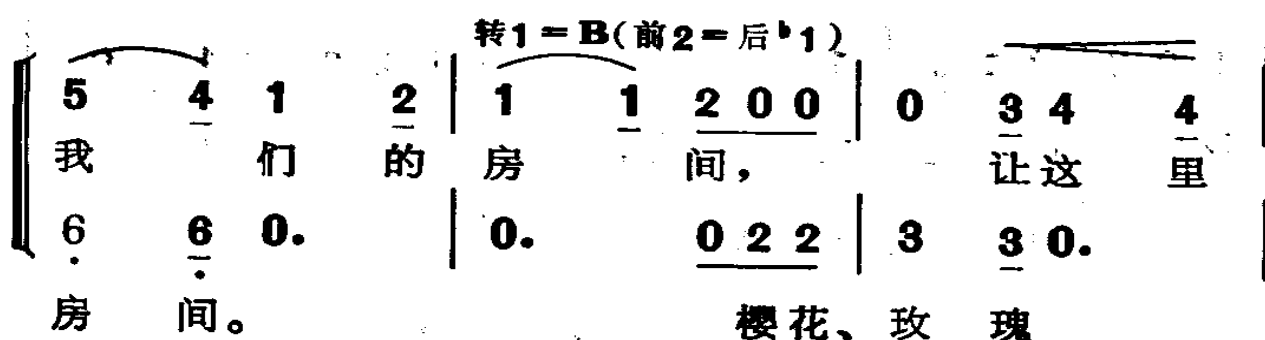 转1=B(前2=后♭1)
5 4 1 2 | 1 1 2 0 0 | 0 3 4 4
我 们 的 房 间， 让 这 里
6 6 0. | 0. 0 2 2 | 3 3 0.
房 间。 樱 花、玫 瑰